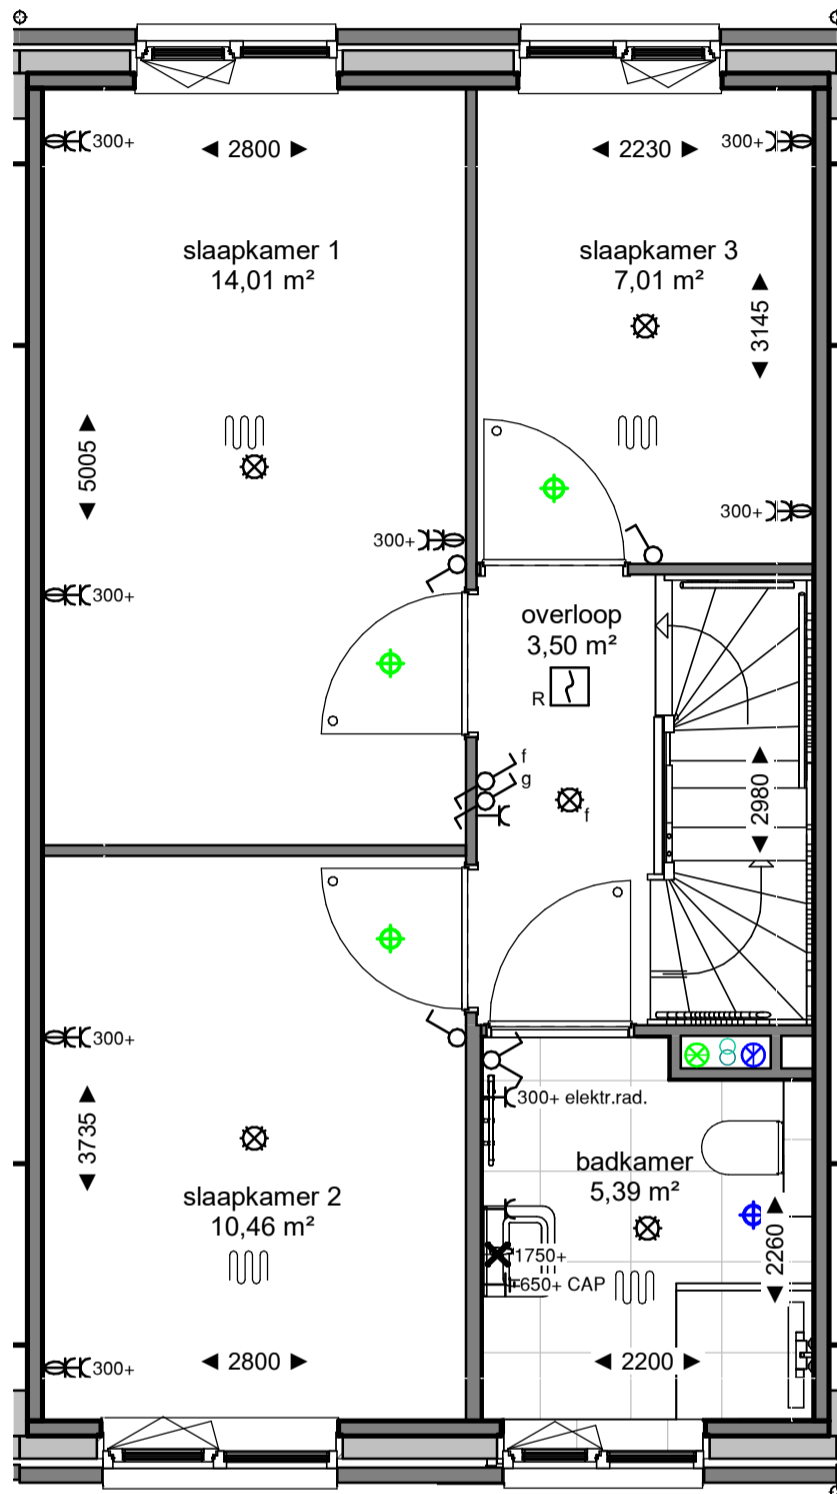 300+
2800
2230
300+
slaapkamer 1
14,01 m²
slaapkamer 3
7,01 m²
3145
5005
300+
300+
300+
overloop
3,50 m²
R
f
g
f
2980
300+
300+ elektr.rad.
3735
badkamer
5,39 m²
slaapkamer 2
10,46 m²
2260
1750+
650+ CAP
300+
2800
2200